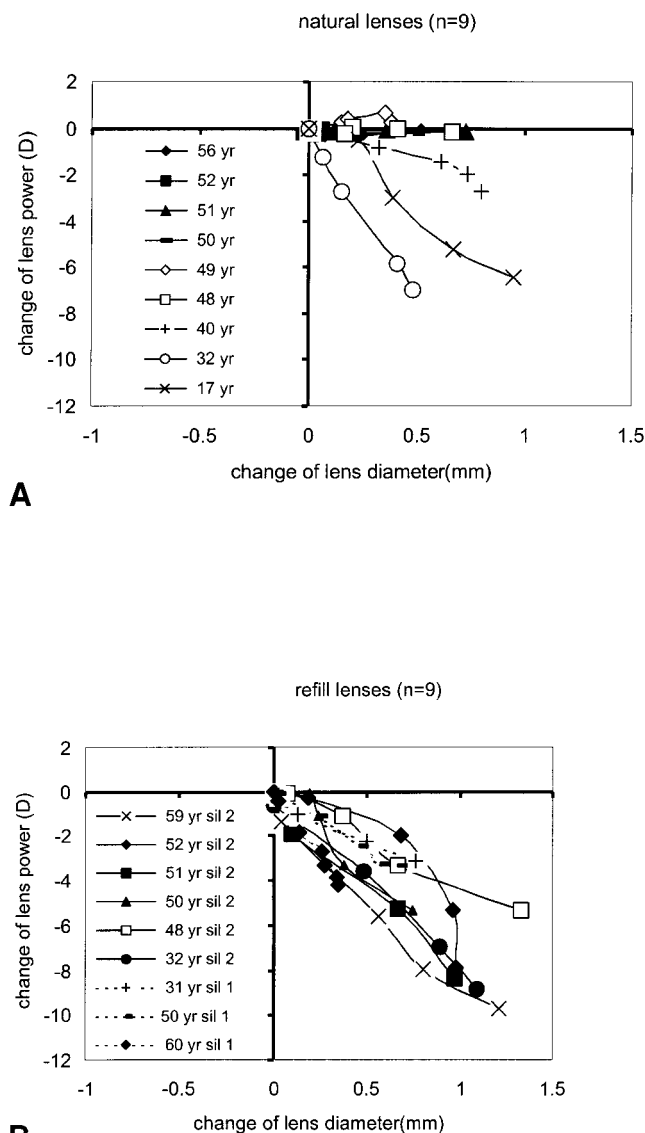 natural lenses (n=9)
2
0
-2
-4
-6
-8
-10
-12
change of lens power (D)
56 yr
52 yr
51 yr
50 yr
49 yr
48 yr
40 yr
32 yr
17 yr
-1
-0.5
0
0.5
1
1.5
change of lens diameter(mm)
A
refill lenses (n=9)
2
0
-2
-4
-6
-8
-10
-12
change of lens power (D)
59 yr sil 2
52 yr sil 2
51 yr sil 2
50 yr sil 2
48 yr sil 2
32 yr sil 2
31 yr sil 1
50 yr sil 1
60 yr sil 1
-1
-0.5
0
0.5
1
1.5
change of lens diameter(mm)
B